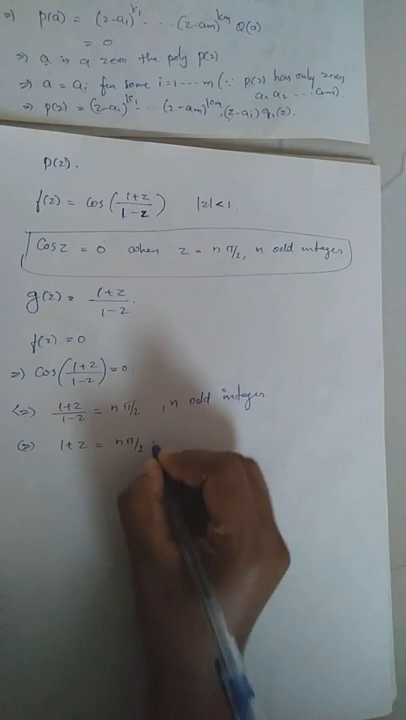 ⇒ p(a) = (z-a₁)^k₁ ... (z-aₘ)^kₘ Q(a)
= 0
⇒ a is a zero the poly p(z)
⇒ a = aᵢ for some i = 1 --- m (∵ p(z) has only zeros
a₁ a₂ ...
⇒ p(z) = (z-a₁)^k₁ ... (z-aₘ)^kₘ . (z-aᵢ) q₁(z).
p(z).
f(z) = cos((1+z)/(1-z)) |z| < 1.
Cos z = 0 when z = nπ/2, n odd integer
g(z) = (1+z)/(1-z).
f(z) = 0
⇒ Cos((1+z)/(1-z)) = 0.
⇔ (1+z)/(1-z) = nπ/2, n odd integer
⇔ 1+z = nπ/2